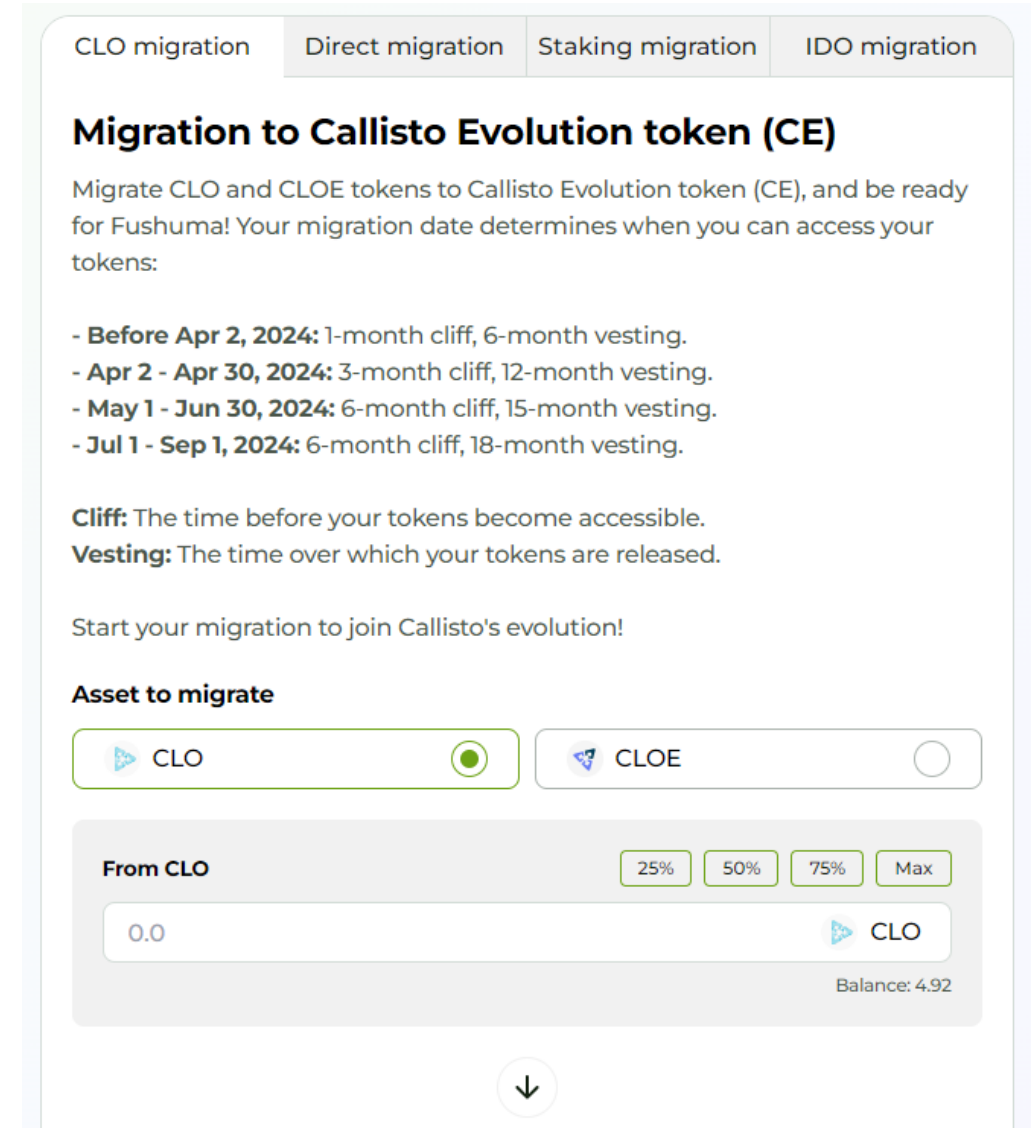 CLO migration
Direct migration
Staking migration
IDO migration
Migration to Callisto Evolution token (CE)
Migrate CLO and CLOE tokens to Callisto Evolution token (CE), and be ready
for Fushuma! Your migration date determines when you can access your
tokens:
- Before Apr 2, 2024: 1-month cliff, 6-month vesting.
- Apr 2 - Apr 30, 2024: 3-month cliff, 12-month vesting.
- May 1 - Jun 30, 2024: 6-month cliff, 15-month vesting.
- Jul 1 - Sep 1, 2024: 6-month cliff, 18-month vesting.
Cliff: The time before your tokens become accessible.
Vesting: The time over which your tokens are released.
Start your migration to join Callisto's evolution!
Asset to migrate
CLO
CLOE
From CLO
25%
50%
75%
Max
0.0
CLO
Balance: 4.92